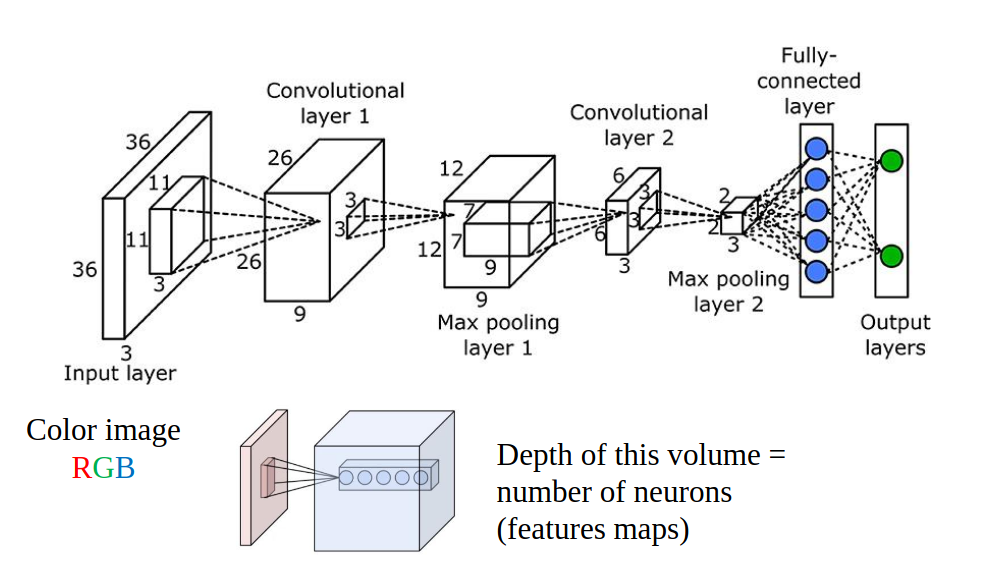 Fully-
connected
layer
Convolutional
layer 1
Convolutional
layer 2
36
11
11
3
36
3
Input layer
26
26
3
3
9
12
7
7
9
12
9
Max pooling
layer 1
6
3
3
6
3
2
2
3
Max pooling
layer 2
Output
layers
Color image
RGB
Depth of this volume =
number of neurons
(features maps)